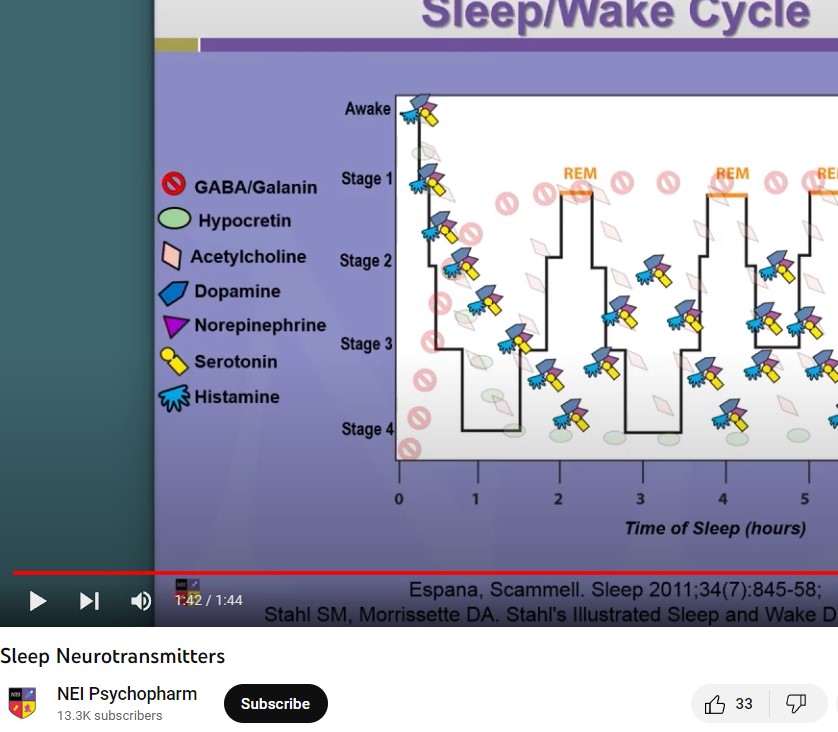 Sleep/Wake Cycle
Awake
Stage 1
Stage 2
Stage 3
Stage 4
REM
REM
RE
GABA/Galanin
Hypocretin
Acetylcholine
Dopamine
Norepinephrine
Serotonin
Histamine
0 1 2 3 4 5
Time of Sleep (hours)
1:42 / 1:44
Espana, Scammell. Sleep 2011;34(7):845-58;
Stahl SM, Morrissette DA. Stahl's Illustrated Sleep and Wake D
Sleep Neurotransmitters
NEI
NEI Psychopharm
13.3K subscribers
Subscribe
33